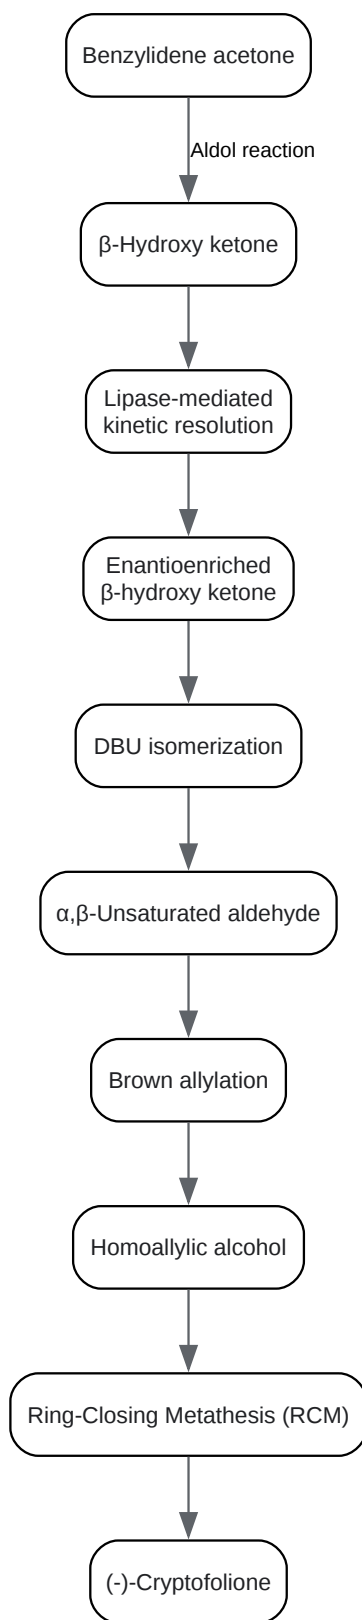 Benzylidene acetone
Aldol reaction
β-Hydroxy ketone
Lipase-mediated
kinetic resolution
Enantioenriched
β-hydroxy ketone
DBU isomerization
α,β-Unsaturated aldehyde
Brown allylation
Homoallylic alcohol
Ring-Closing Metathesis (RCM)
(-)-Cryptofolione